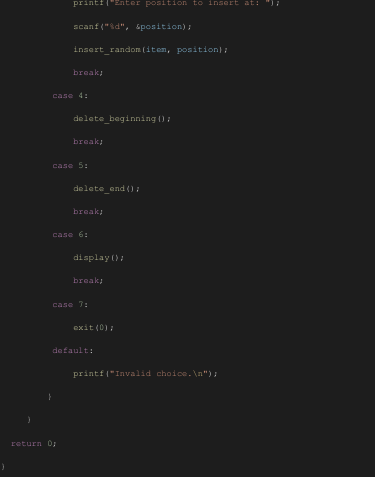 printf("Enter position to insert at: ");
scanf("%d", &position);
insert_random(item, position);
break;
case 4:
delete_beginning();
break;
case 5:
delete_end();
break;
case 6:
display();
break;
case 7:
exit(0);
default:
printf("Invalid choice.\n");
}
}
return 0;
}